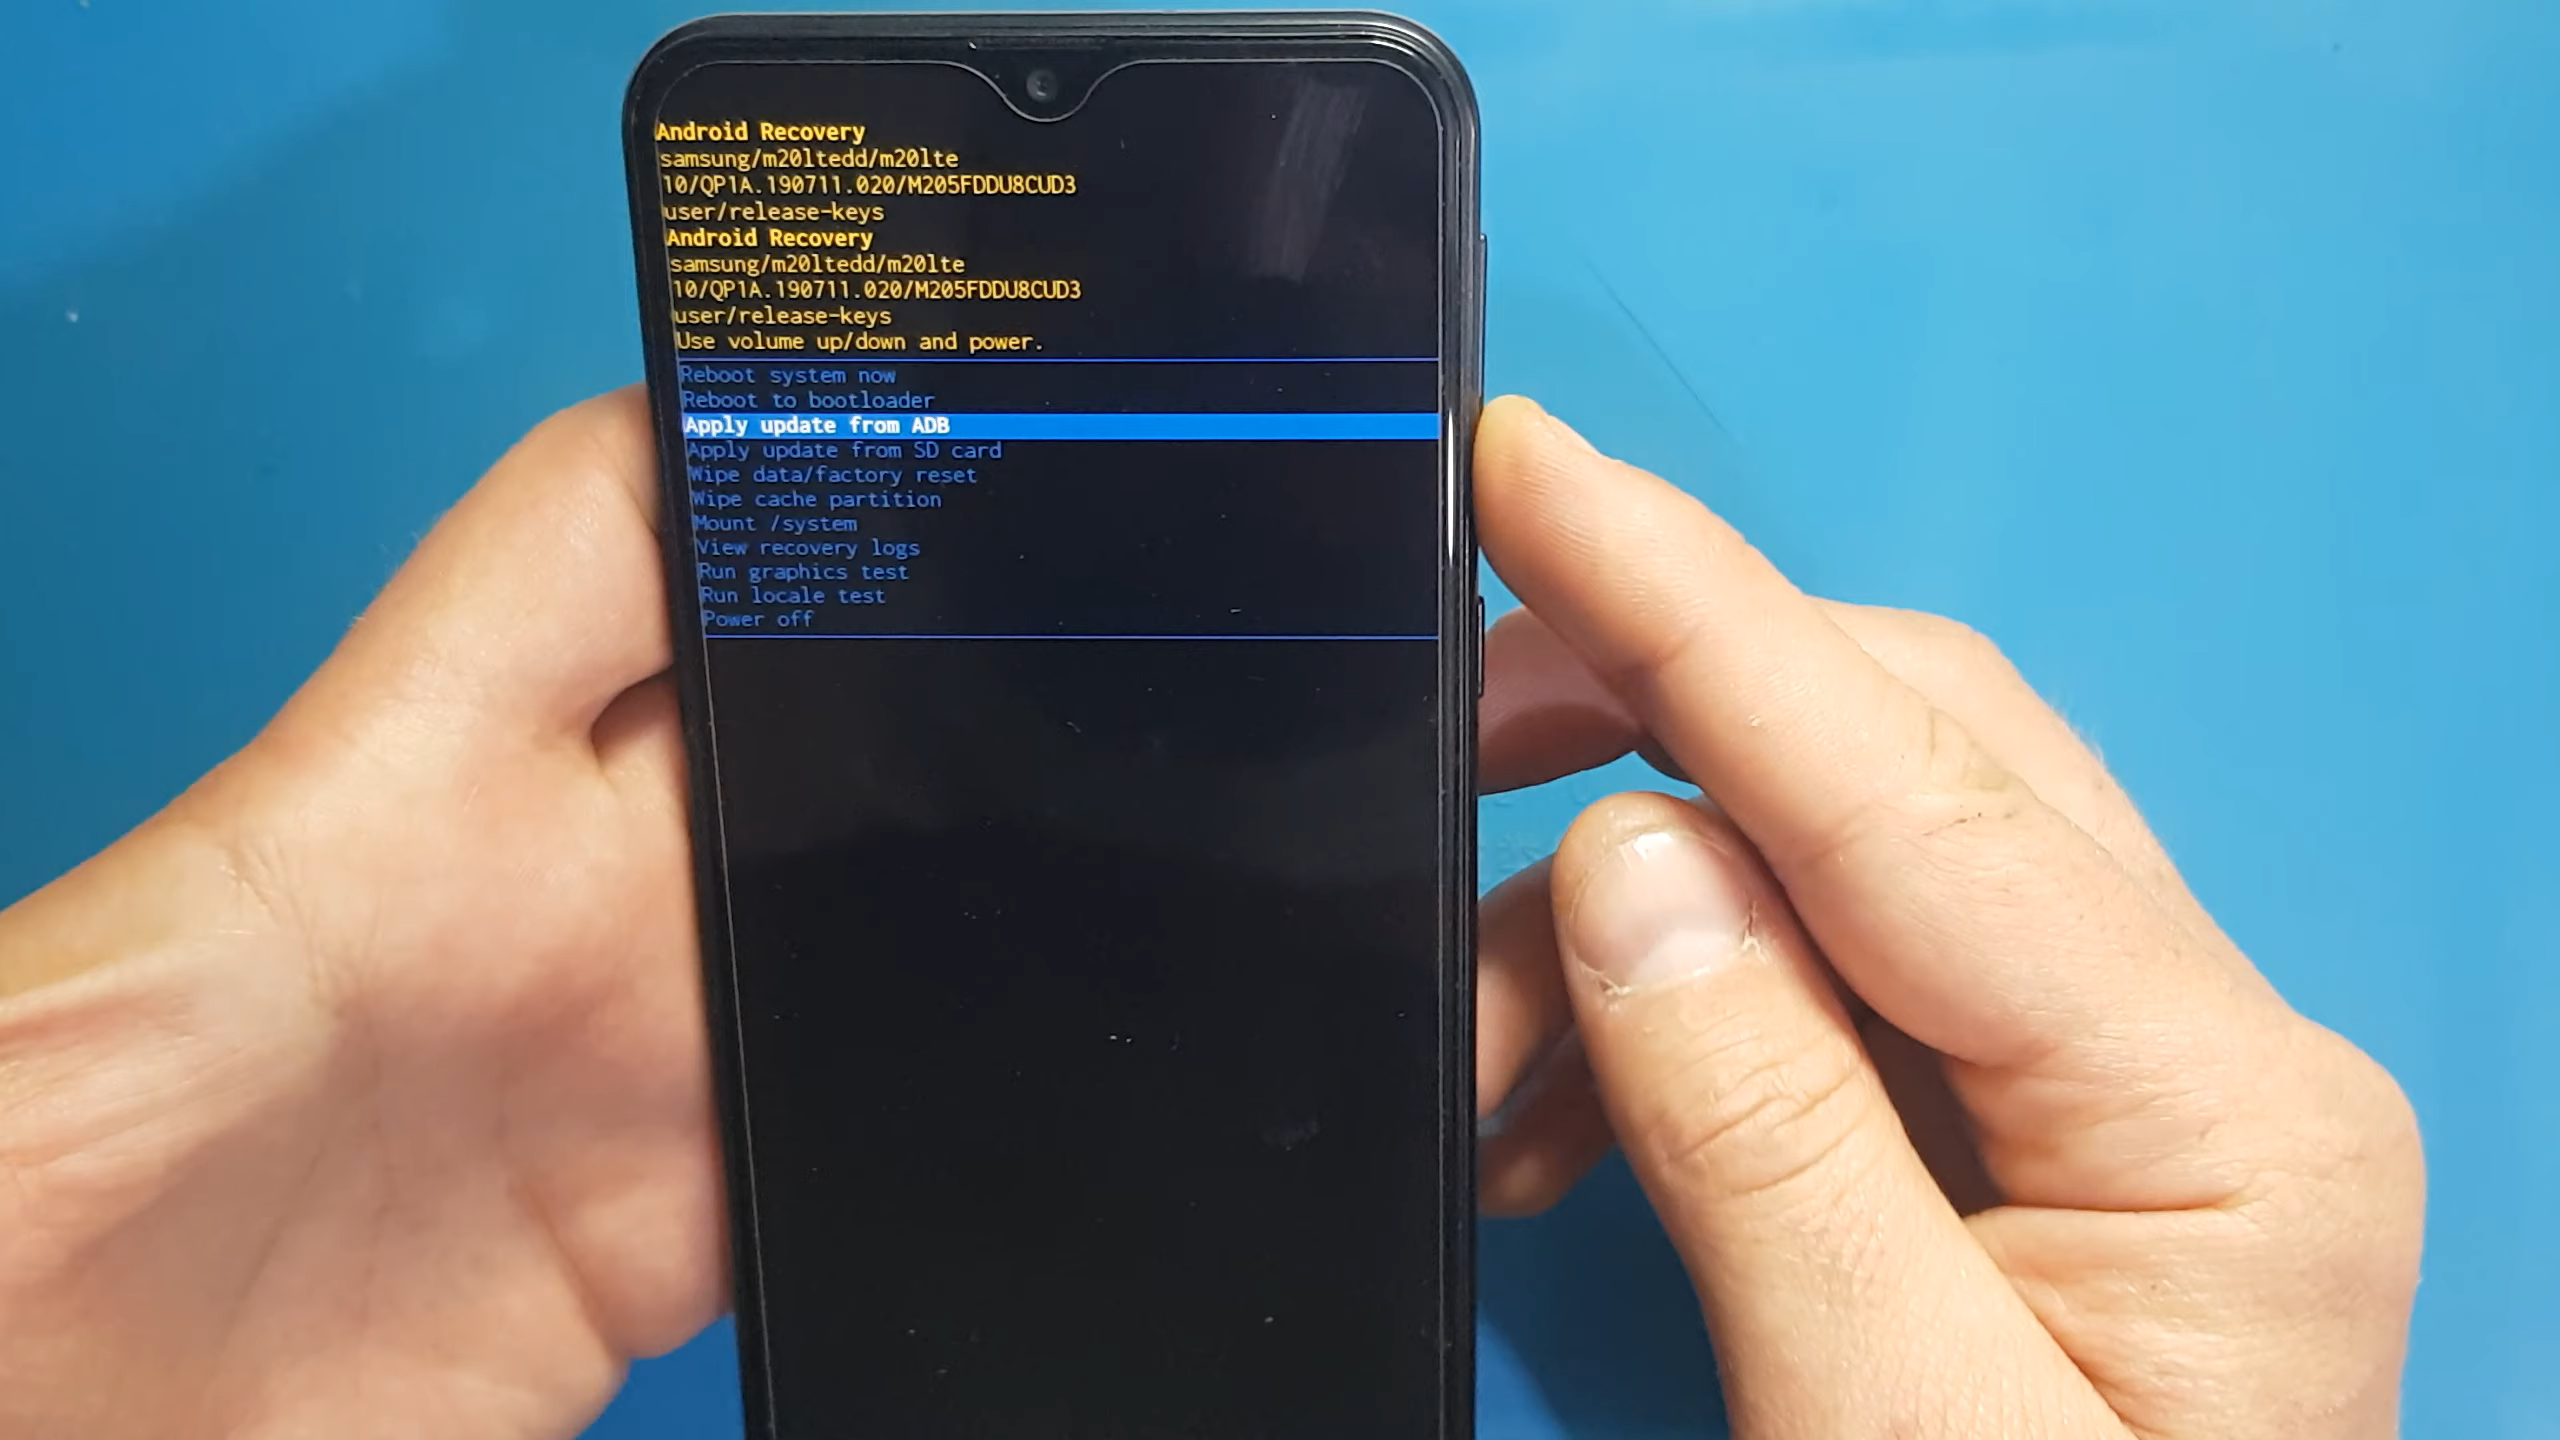 Android Recovery
samsung/m20ltedd/m20lte
10/QP1A.190711.020/M205FDDU8CUD3
user/release-keys
Android Recovery
samsung/m20ltedd/m20lte
10/QP1A.190711.020/M205FDDU8CUD3
user/release-keys
Use volume up/down and power.
Reboot system now
Reboot to bootloader
Apply update from ADB
Apply update from SD card
Wipe data/factory reset
Wipe cache partition
Mount /system
View recovery logs
Run graphics test
Run locale test
Power off